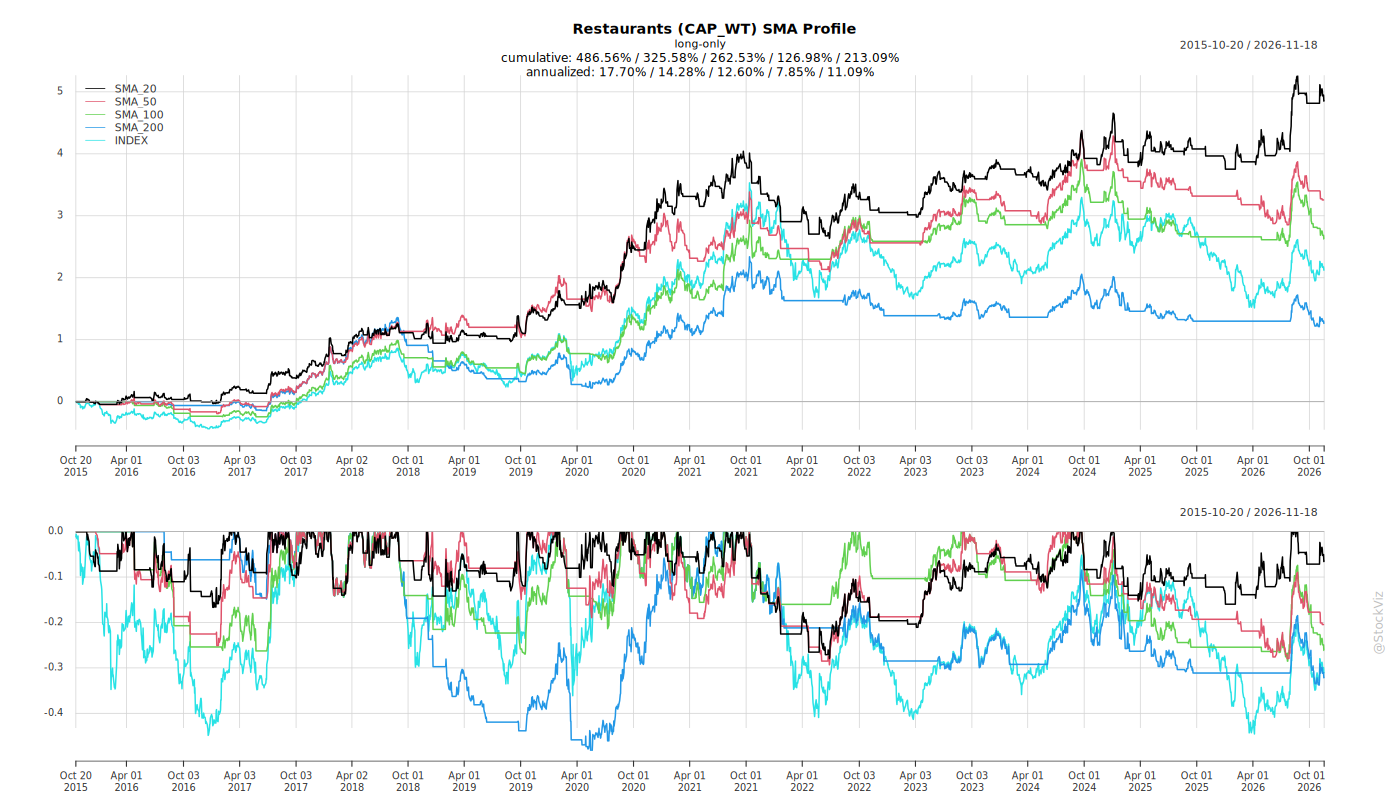 Restaurants (CAP_WT) SMA Profile
long-only
2015-10-20 / 2026-11-18
cumulative: 486.56% / 325.58% / 262.53% / 126.98% / 213.09%
annualized: 17.70% / 14.28% / 12.60% / 7.85% / 11.09%
SMA_20
SMA_50
SMA_100
SMA_200
INDEX
5
4
3
2
1
0
Oct 20 Apr 01 Oct 03 Apr 03 Oct 03 Apr 02 Oct 01 Apr 01 Oct 01 Apr 01 Oct 01 Apr 01 Oct 01 Apr 01 Oct 03 Apr 03 Oct 03 Apr 01 Oct 01 Apr 01 Oct 01 Apr 01 Oct 01
2015 2016 2016 2017 2017 2018 2018 2019 2019 2020 2020 2021 2021 2022 2022 2023 2023 2024 2024 2025 2025 2026 2026
2015-10-20 / 2026-11-18
0.0
-0.1
-0.2
-0.3
-0.4
Oct 20 Apr 01 Oct 03 Apr 03 Oct 03 Apr 02 Oct 01 Apr 01 Oct 01 Apr 01 Oct 01 Apr 01 Oct 01 Apr 01 Oct 03 Apr 03 Oct 03 Apr 01 Oct 01 Apr 01 Oct 01 Apr 01 Oct 01
2015 2016 2016 2017 2017 2018 2018 2019 2019 2020 2020 2021 2021 2022 2022 2023 2023 2024 2024 2025 2025 2026 2026
@StockViz